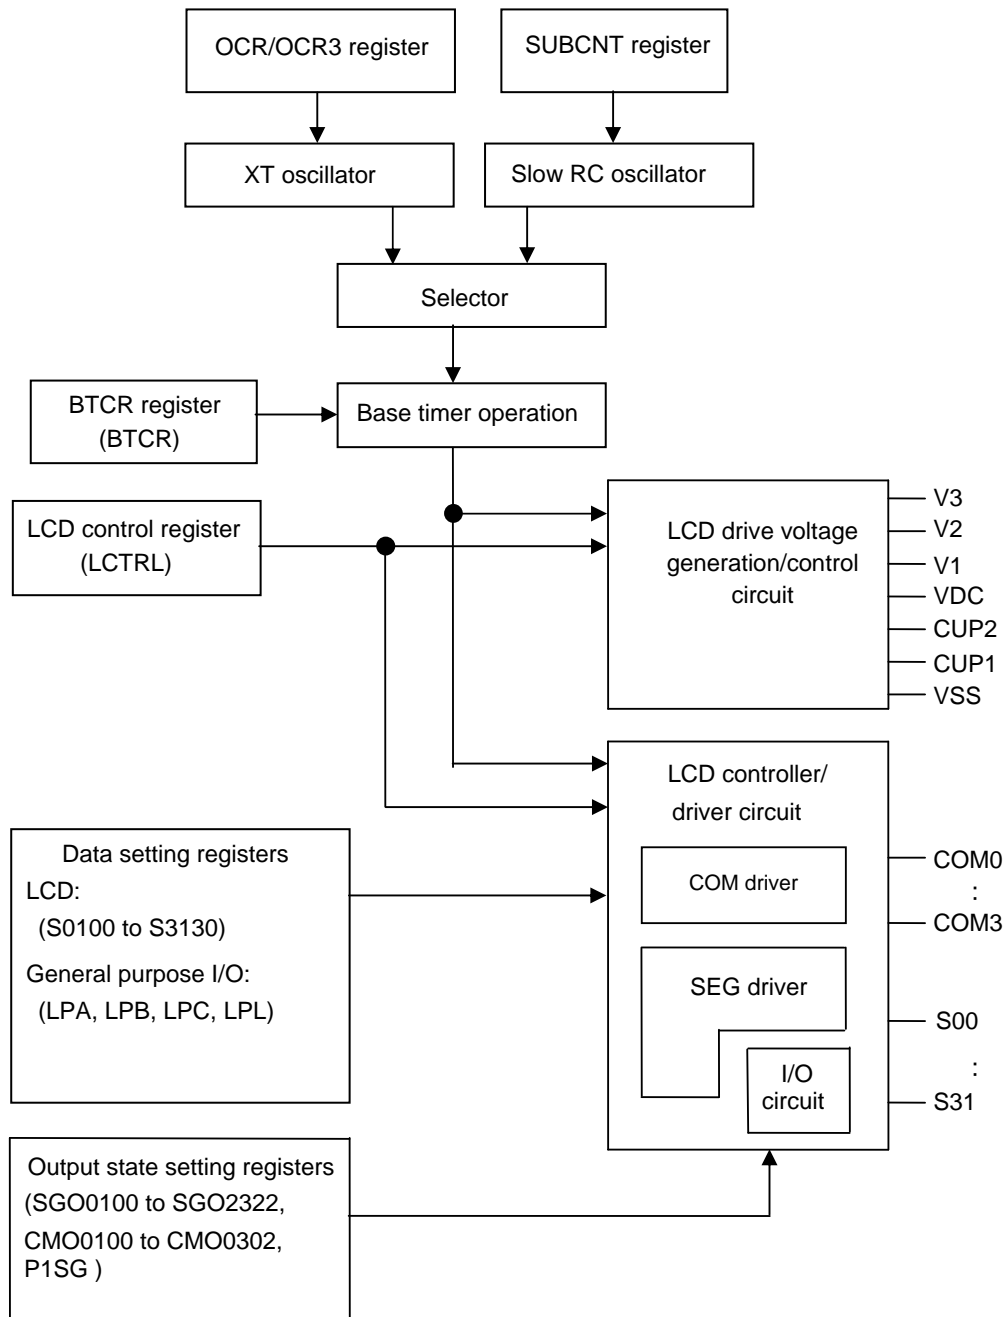 OCR/OCR3 register
SUBCNT register
XT oscillator
Slow RC oscillator
Selector
BTCR register
(BTCR)
Base timer operation
LCD control register
(LCTRL)
LCD drive voltage
generation/control
circuit
V3
V2
V1
VDC
CUP2
CUP1
VSS
LCD controller/
driver circuit
COM driver
SEG driver
I/O
circuit
COM0
:
COM3
S00
:
S31
Data setting registers
LCD:
(S0100 to S3130)
General purpose I/O:
(LPA, LPB, LPC, LPL)
Output state setting registers
(SGO0100 to SGO2322,
CMO0100 to CMO0302,
P1SG )